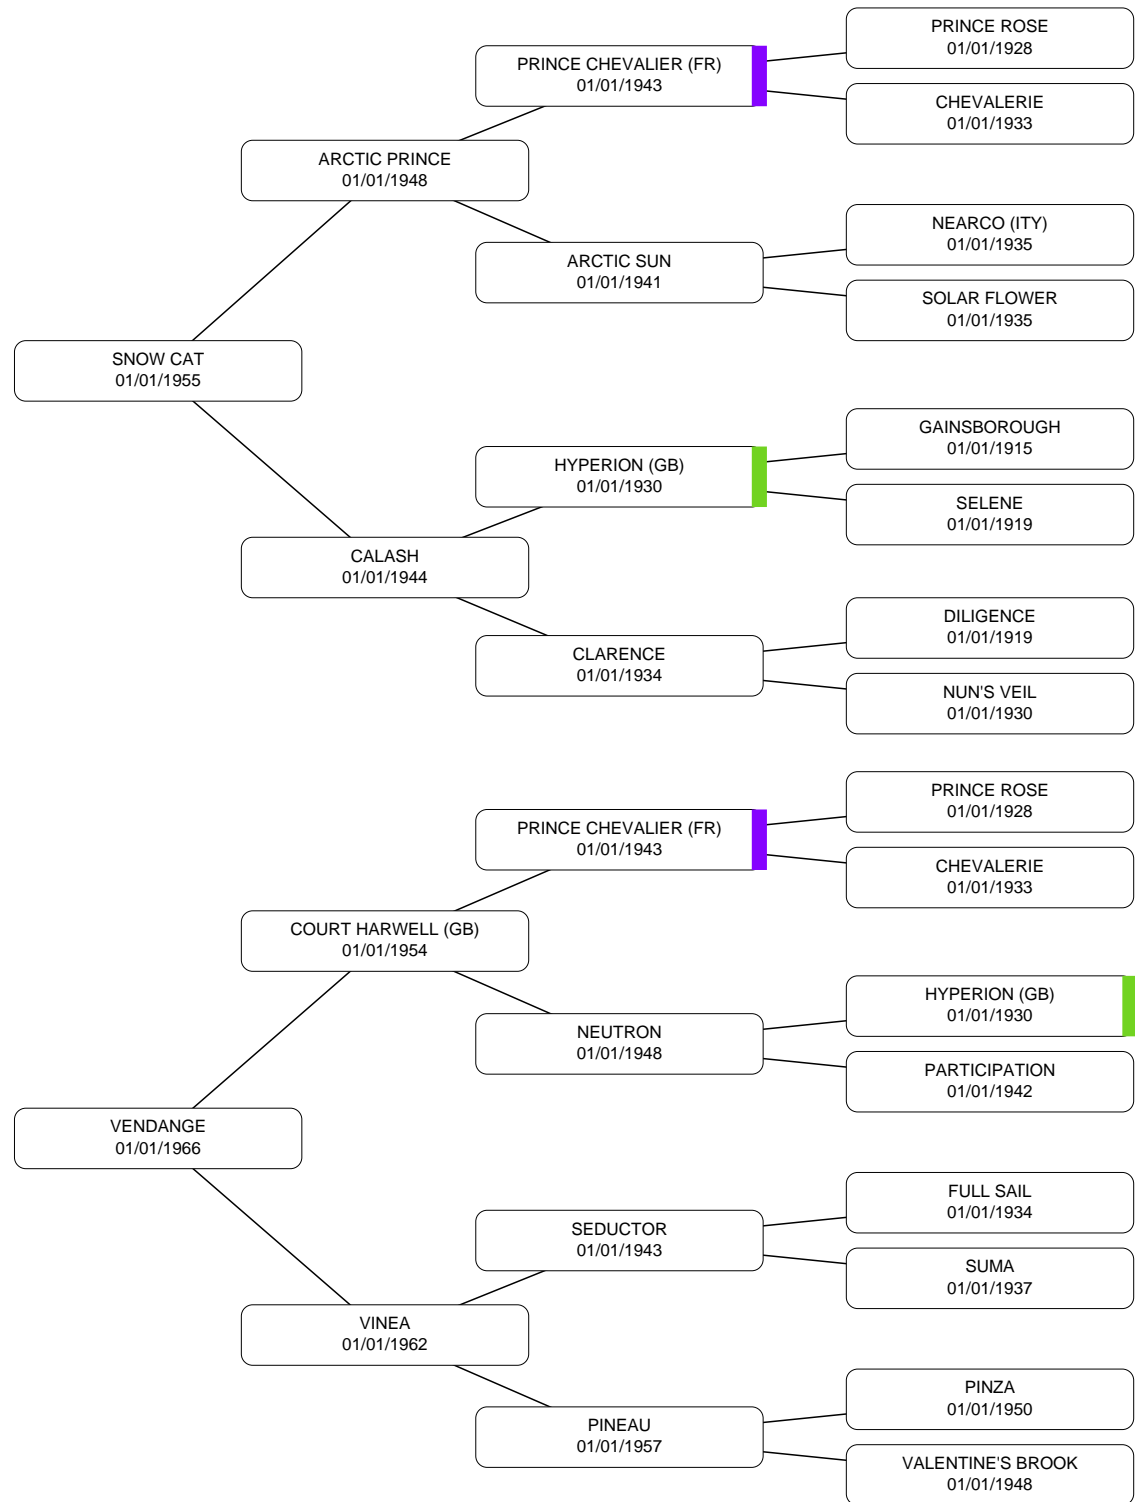 PRINCE ROSE
01/01/1928
PRINCE CHEVALIER (FR)
01/01/1943
CHEVALERIE
01/01/1933
ARCTIC PRINCE
01/01/1948
NEARCO (ITY)
01/01/1935
ARCTIC SUN
01/01/1941
SOLAR FLOWER
01/01/1935
SNOW CAT
01/01/1955
GAINSBOROUGH
01/01/1915
HYPERION (GB)
01/01/1930
SELENE
01/01/1919
CALASH
01/01/1944
DILIGENCE
01/01/1919
CLARENCE
01/01/1934
NUN'S VEIL
01/01/1930
PRINCE ROSE
01/01/1928
PRINCE CHEVALIER (FR)
01/01/1943
CHEVALERIE
01/01/1933
COURT HARWELL (GB)
01/01/1954
HYPERION (GB)
01/01/1930
NEUTRON
01/01/1948
PARTICIPATION
01/01/1942
VENDANGE
01/01/1966
FULL SAIL
01/01/1934
SEDUCTOR
01/01/1943
SUMA
01/01/1937
VINEA
01/01/1962
PINZA
01/01/1950
PINEAU
01/01/1957
VALENTINE'S BROOK
01/01/1948